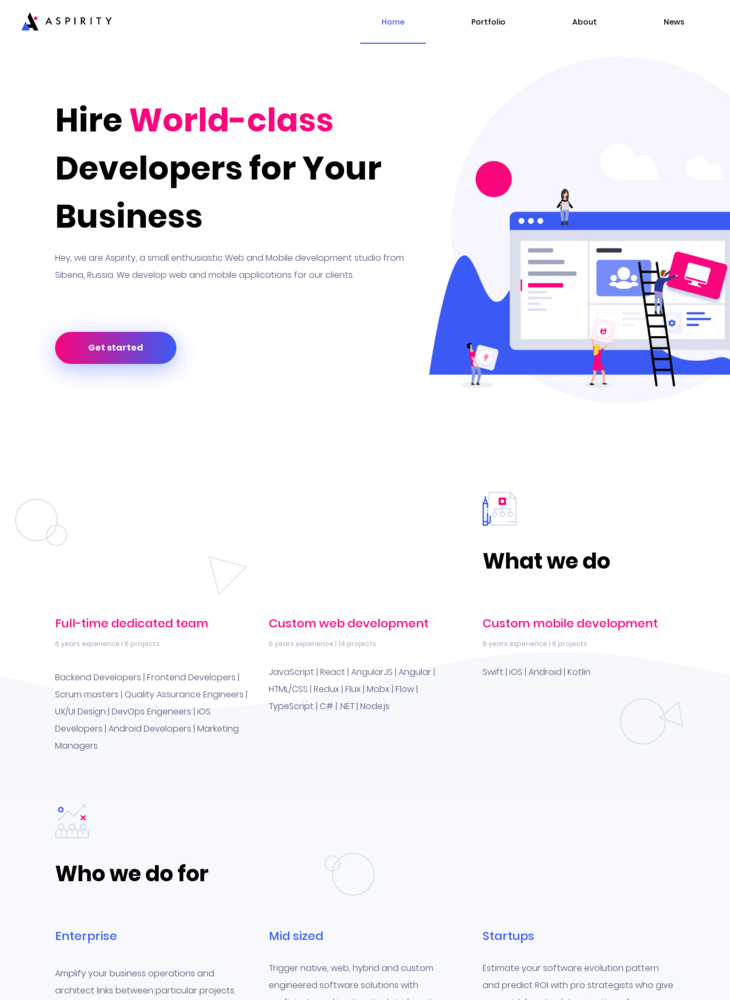 ASPIRITY
Home
Portfolio
About
News
Hire World-class
Developers for Your
Business
Hey, we are Aspirity, a small enthusiastic Web and Mobile development studio from
Siberia, Russia. We develop web and mobile applications for our clients.
Get started
What we do
Full-time dedicated team
6 years experience | 6 projects
Backend Developers | Frontend Developers |
Scrum masters | Quality Assurance Engineers |
UX/UI Design | DevOps Engeneers | iOS
Developers | Android Developers | Marketing
Managers
Custom web development
6 years experience | 14 projects
JavaScript | React | AngularJS | Angular |
HTML/CSS | Redux | Flux | Mobx | Flow |
TypeScript | C# | .NET | Node.js
Custom mobile development
6 years experience | 6 projects
Swift | iOS | Android | Kotlin
Who we do for
Enterprise
Amplify your business operations and
architect links between particular projects
Mid sized
Trigger native, web, hybrid and custom
engineered software solutions with
Startups
Estimate your software evolution pattern
and predict ROI with pro strategists who give